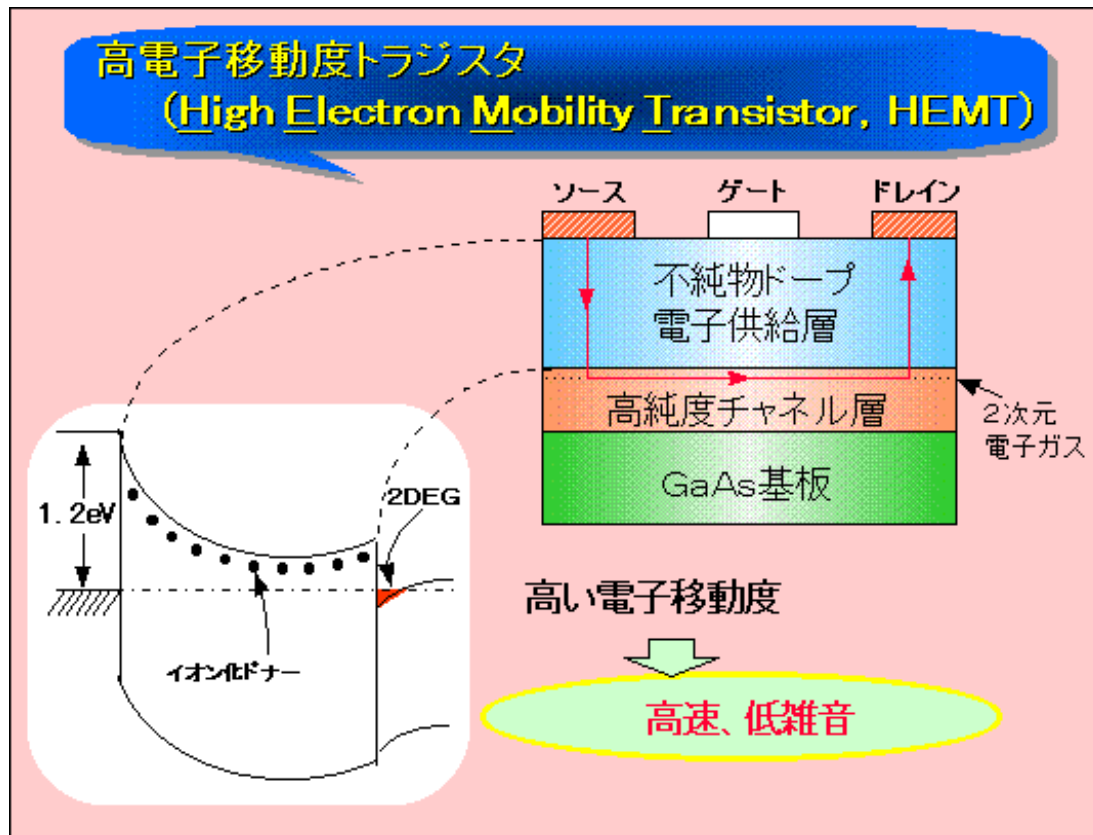 高電子移動度トラジスタ
(High Electron Mobility Transistor, HEMT)
ソース ゲート ドレイン
不純物ドープ
電子供給層
高純度チャネル層
2次元
電子ガス
GaAs基板
2DEG
1.2eV
イオン化ドナー
高い電子移動度
高速、低雑音